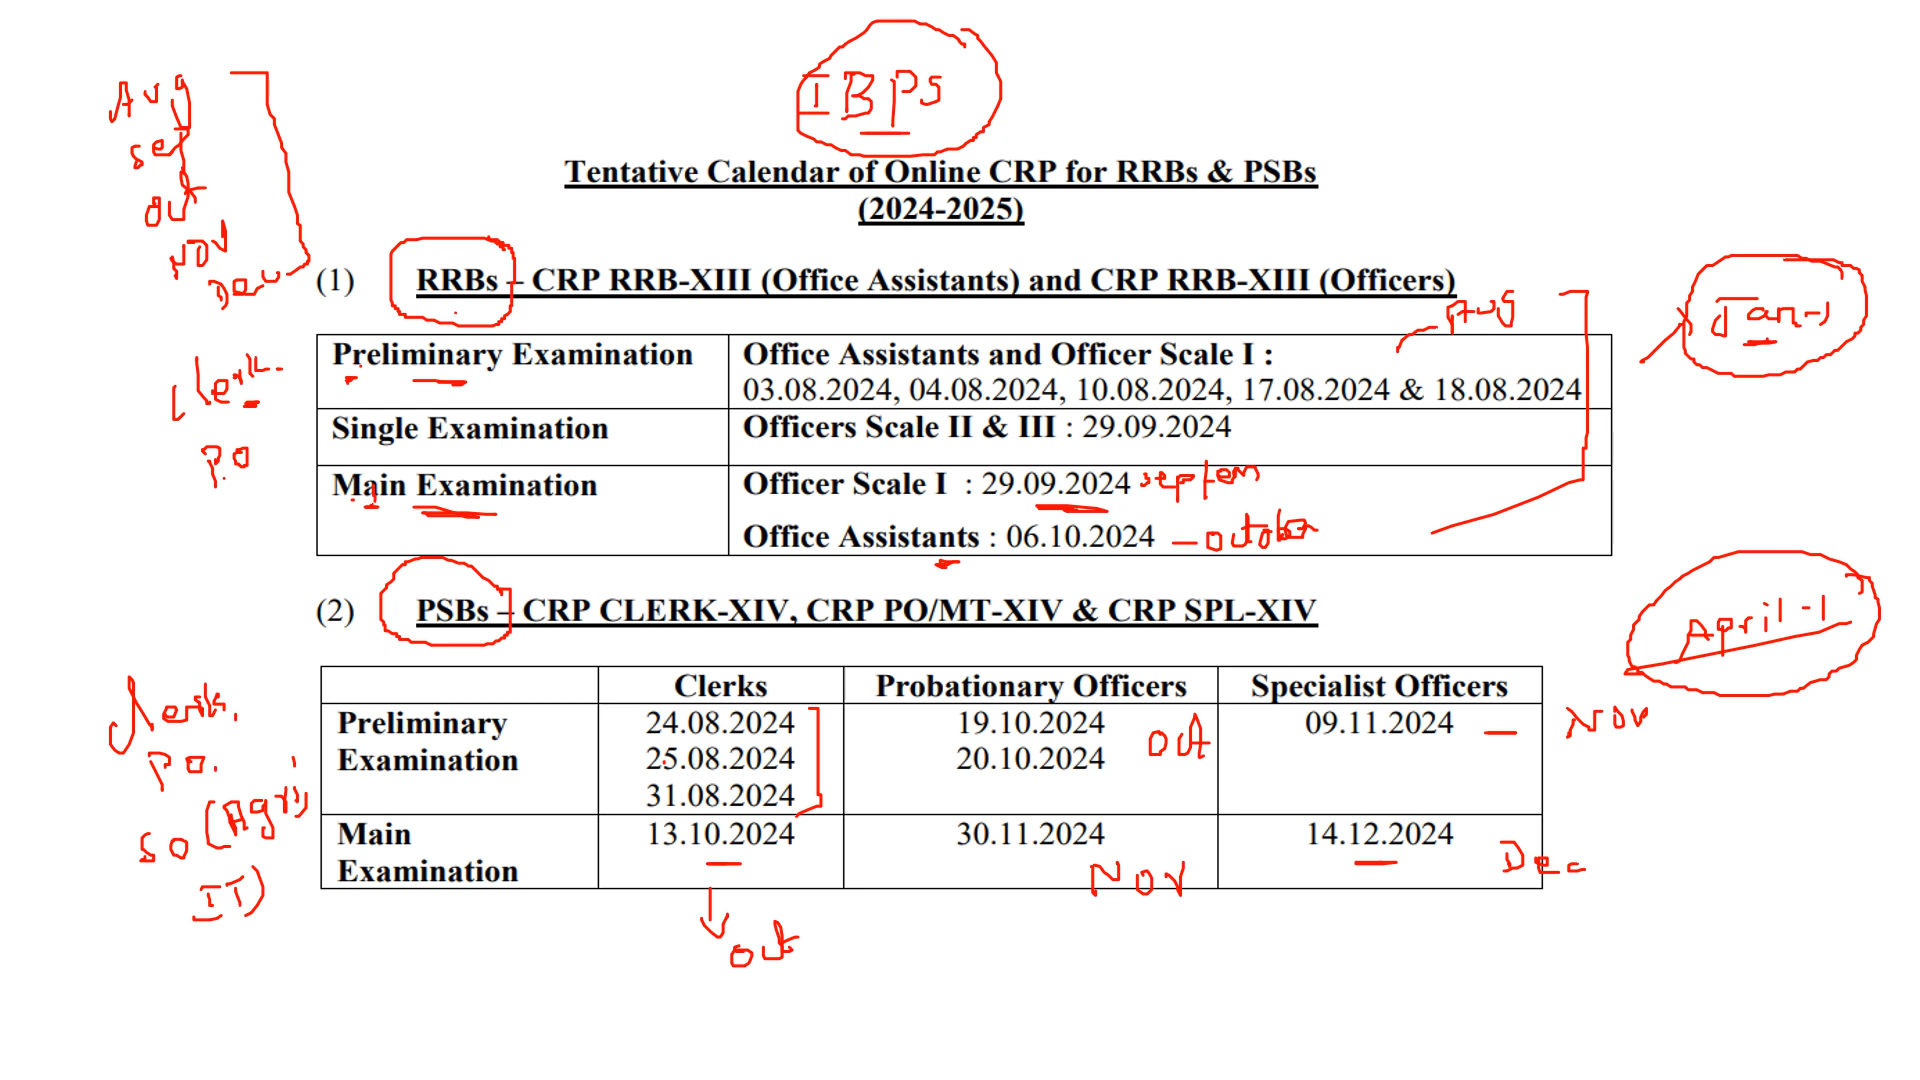 IBPS
Aug
sep
oct
Nov
Dec
Tentative Calendar of Online CRP for RRBs & PSBs
(2024-2025)
(1) RRBs – CRP RRB-XIII (Office Assistants) and CRP RRB-XIII (Officers)
Aug
Jan-1
Clerk
P.O
Preliminary Examination Office Assistants and Officer Scale I :
03.08.2024, 04.08.2024, 10.08.2024, 17.08.2024 & 18.08.2024
Single Examination Officers Scale II & III : 29.09.2024
Main Examination Officer Scale I : 29.09.2024 septem
Office Assistants : 06.10.2024 – october
(2) PSBs – CRP CLERK-XIV, CRP PO/MT-XIV & CRP SPL-XIV
April-1
Clerk.
PO.
SO (Agri
IT)
Clerks Probationary Officers Specialist Officers
Preliminary Examination 24.08.2024 19.10.2024 oct 09.11.2024 – Nov
25.08.2024 20.10.2024
31.08.2024
Main Examination 13.10.2024 30.11.2024 14.12.2024 Dec
Nov
oct